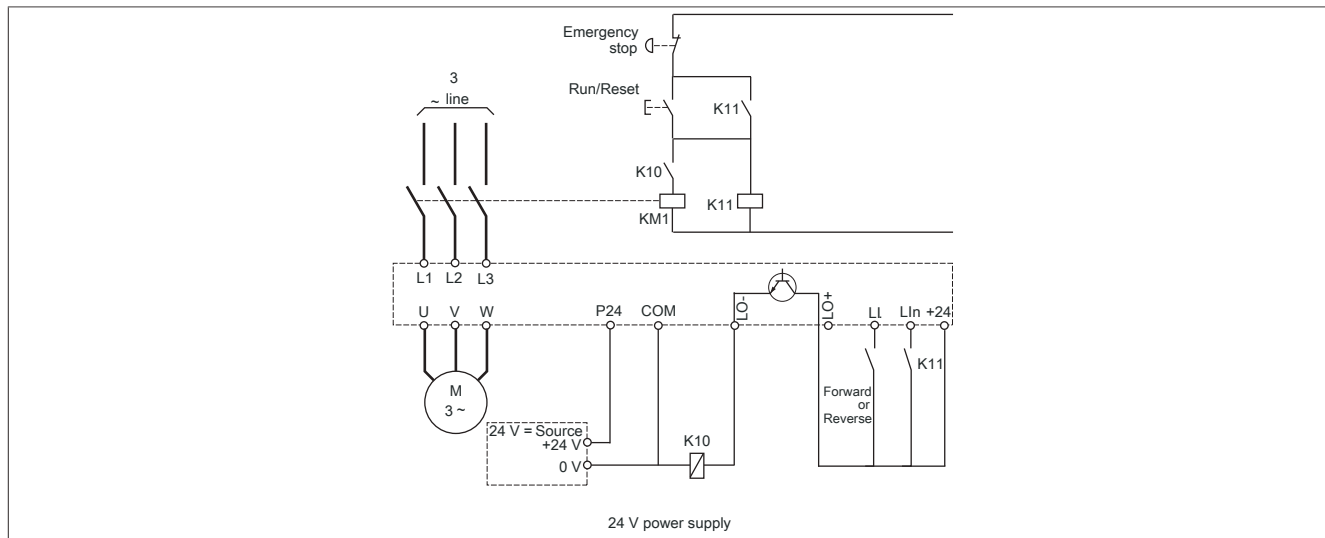 Emergency
stop
3
~ line
Run/Reset
K11
K10
KM1
K11
L1 L2 L3
U V W
P24 COM
LO-
LO+
LI. LIn +24
K11
Forward
or
Reverse
M
3 ~
24 V = Source
+24 V
0 V
K10
24 V power supply